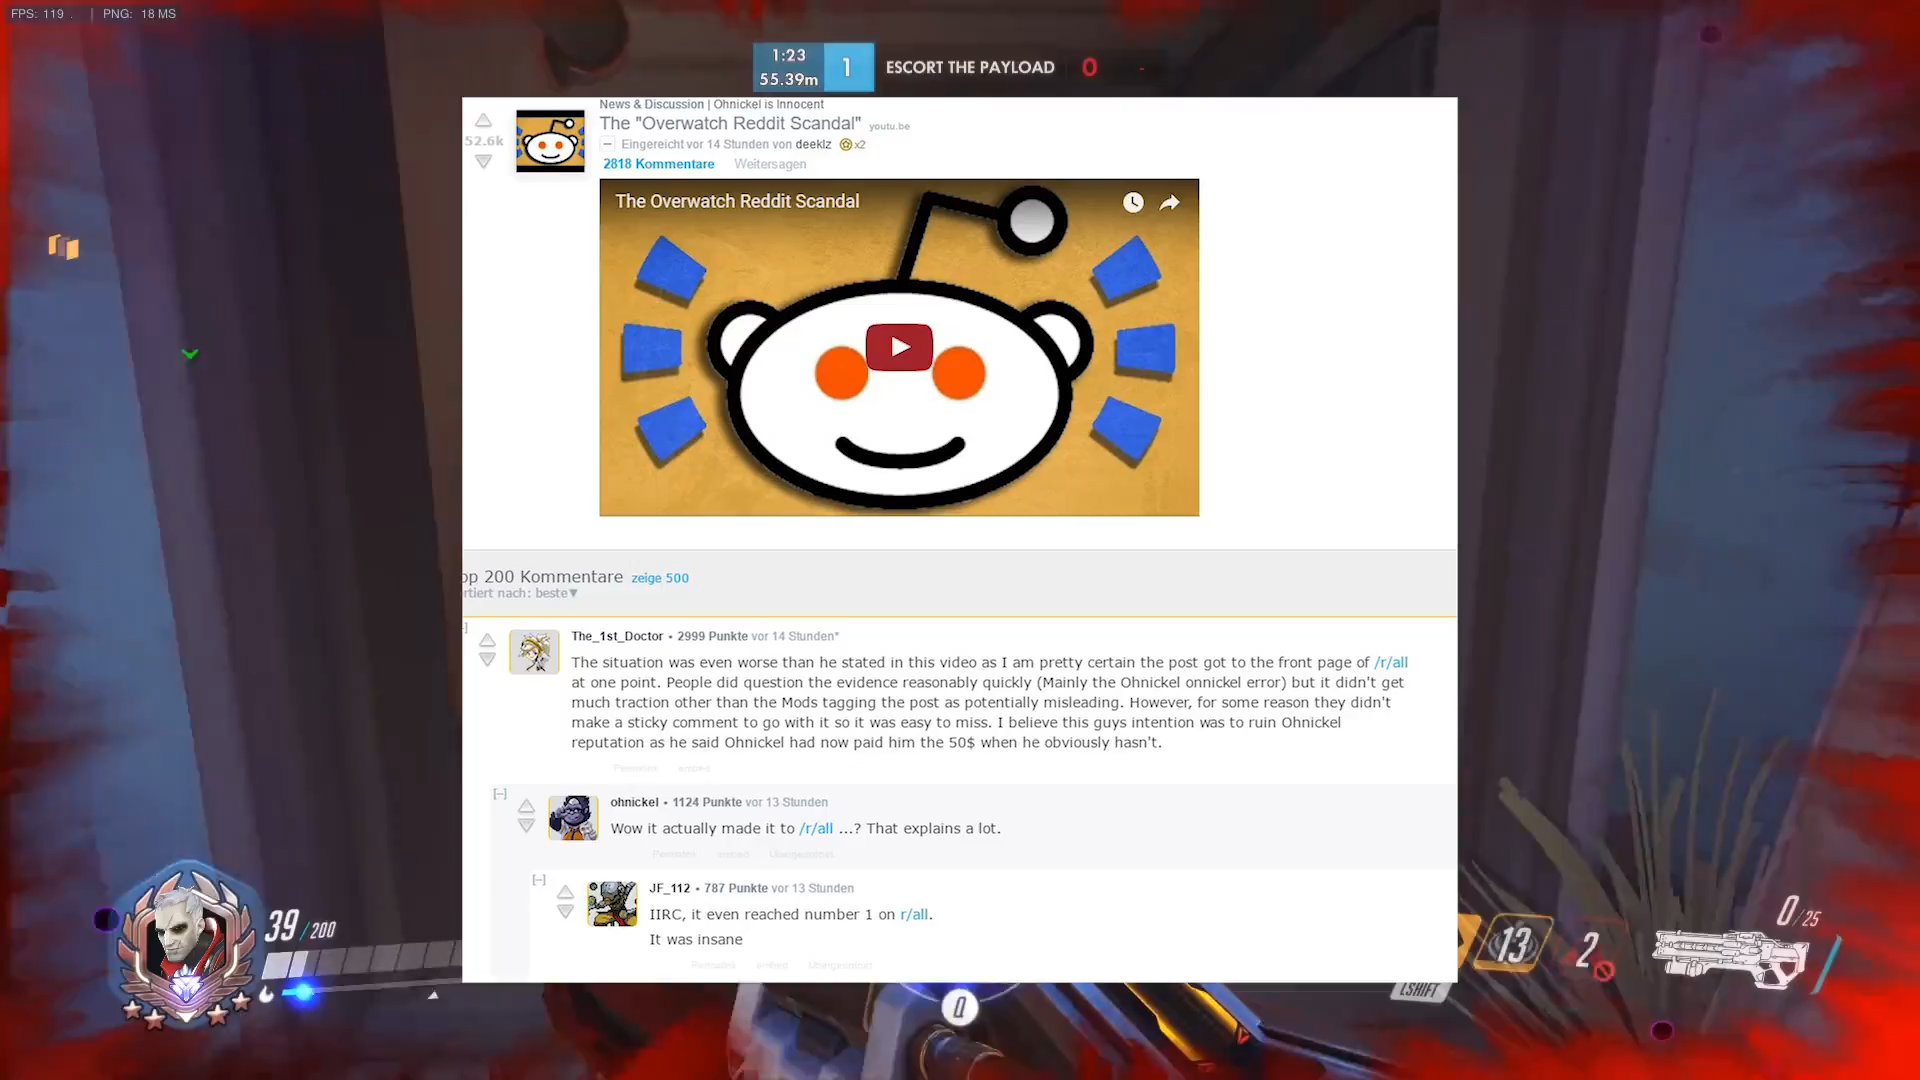 FPS: 119 . | PNG: 18 MS
1:23
55.39m
1
ESCORT THE PAYLOAD
0
News & Discussion | Ohnickel is Innocent
The "Overwatch Reddit Scandal" youtu.be
52.6k
Eingereicht vor 14 Stunden von deeklz x2
2818 Kommentare Weitersagen
The Overwatch Reddit Scandal
op 200 Kommentare zeige 500
rtiert nach: beste▼
The_1st_Doctor • 2999 Punkte vor 14 Stunden*
The situation was even worse than he stated in this video as I am pretty certain the post got to the front page of /r/all
at one point. People did question the evidence reasonably quickly (Mainly the Ohnickel onnickel error) but it didn't get
much traction other than the Mods tagging the post as potentially misleading. However, for some reason they didn't
make a sticky comment to go with it so it was easy to miss. I believe this guys intention was to ruin Ohnickel
reputation as he said Ohnickel had now paid him the 50$ when he obviously hasn't.
Permalink embed
[–]
ohnickel • 1124 Punkte vor 13 Stunden
Wow it actually made it to /r/all ...? That explains a lot.
Permalink embed Übergeordnet
[–]
JF_112 • 787 Punkte vor 13 Stunden
IIRC, it even reached number 1 on r/all.
It was insane
Permalink embed Übergeordnet
39/200
13
2
0/25
LSHIFT
Q